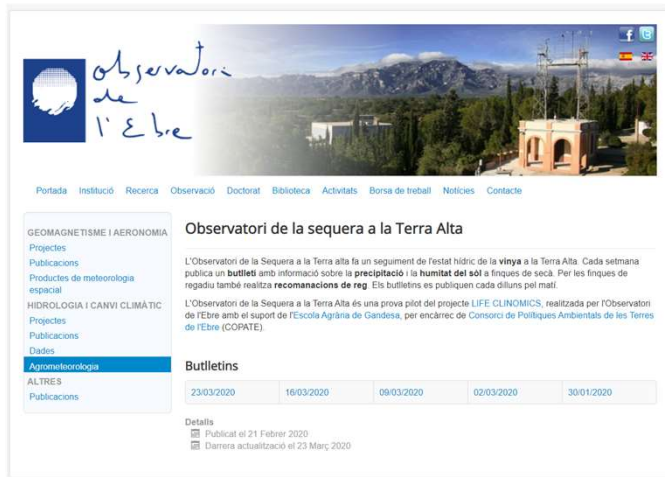 observatori
de
l'Ebre
Portada Institució Recerca Observació Doctorat Biblioteca Activitats Borsa de treball Notícies Contacte
GEOMAGNETISME I AERONOMIA
Projectes
Publicacions
Productes de meteorologia
espacial
HIDROLOGIA I CANVI CLIMÀTIC
Projectes
Publicacions
Dades
Agrometeorologia
ALTRES
Publicacions
Observatori de la sequera a la Terra Alta
L'Observatori de la Sequera a la Terra alta fa un seguiment de l'estat hídric de la vinya a la Terra Alta. Cada setmana
publica un butlletí amb informació sobre la precipitació i la humitat del sòl a finques de secà. Per les finques de
regadiu també realitza recomanacions de reg. Els butlletins es publiquen cada dilluns pel matí.
L'Observatori de la Sequera a la Terra Alta és una prova pilot del projecte LIFE CLINOMICS, realitzada per l'Observatori
de l'Ebre amb el suport de l'Escola Agrària de Gandesa, per encàrrec de Consorci de Polítiques Ambientals de les Terres
de l'Ebre (COPATE).
Butlletins
23/03/2020 16/03/2020 09/03/2020 02/03/2020 30/01/2020
Detalls
Publicat el 21 Febrer 2020
Darrera actualització el 23 Març 2020